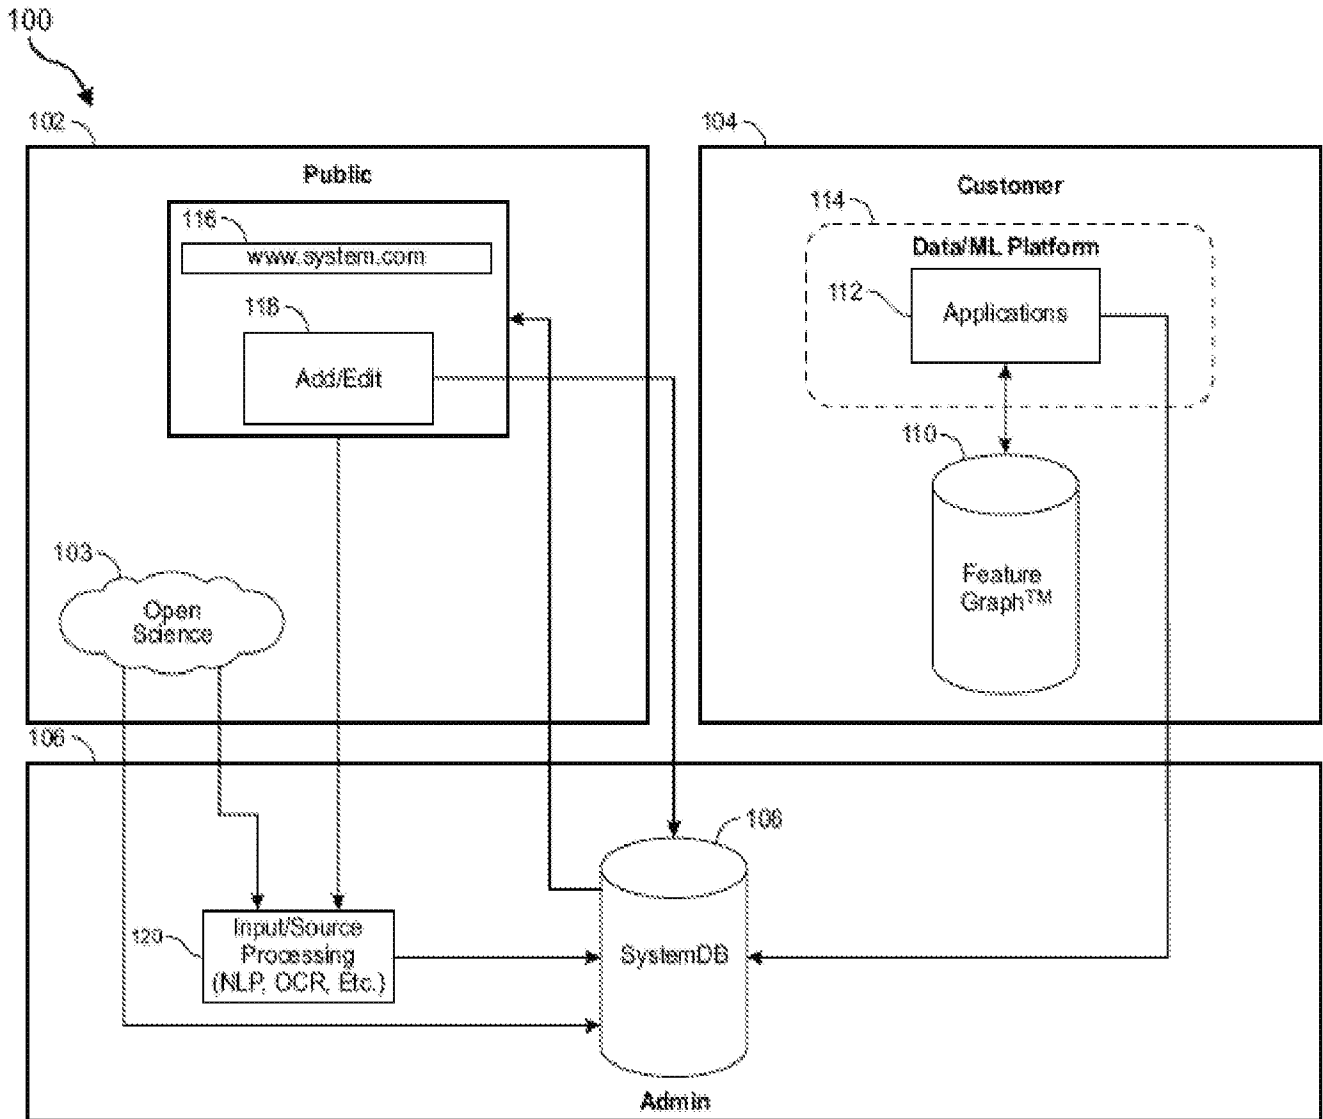 100
102
Public
116
www.system.com
118
Add/Edit
103
Open
Science
104
Customer
114
Data/ML Platform
112
Applications
110
Feature
Graph™
106
108
120
Input/Source
Processing
(NLP, OCR, Etc.)
SystemDB
Admin